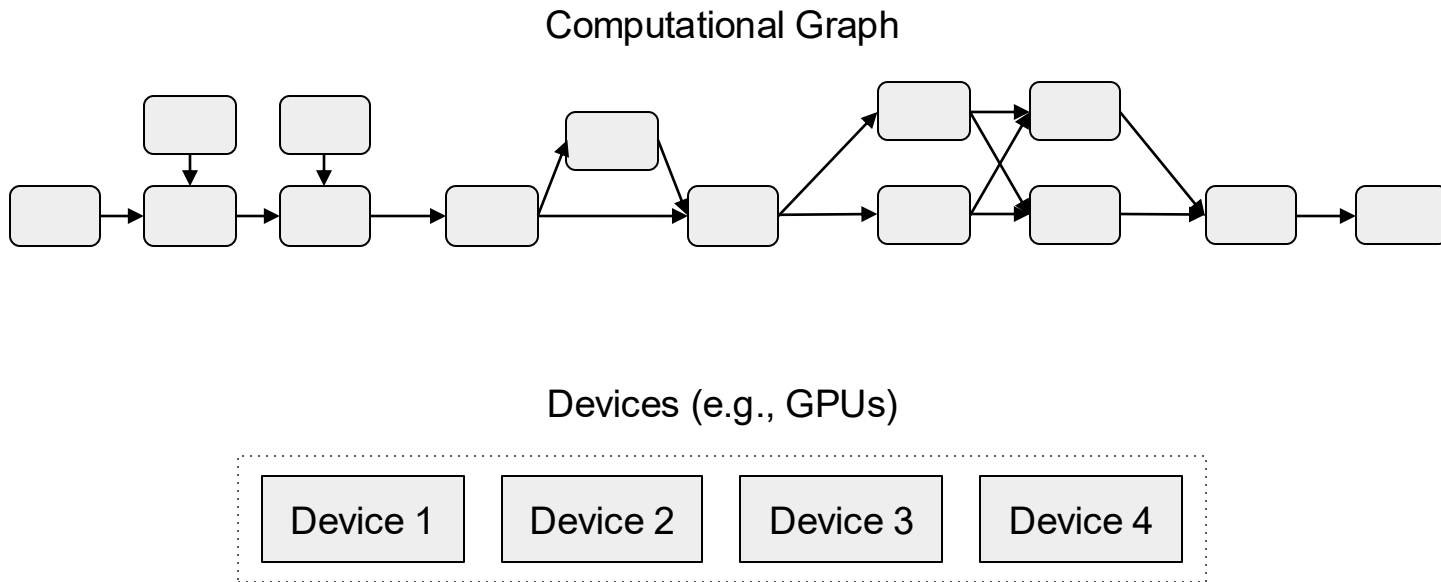 Computational Graph
Devices (e.g., GPUs)
Device 1
Device 2
Device 3
Device 4